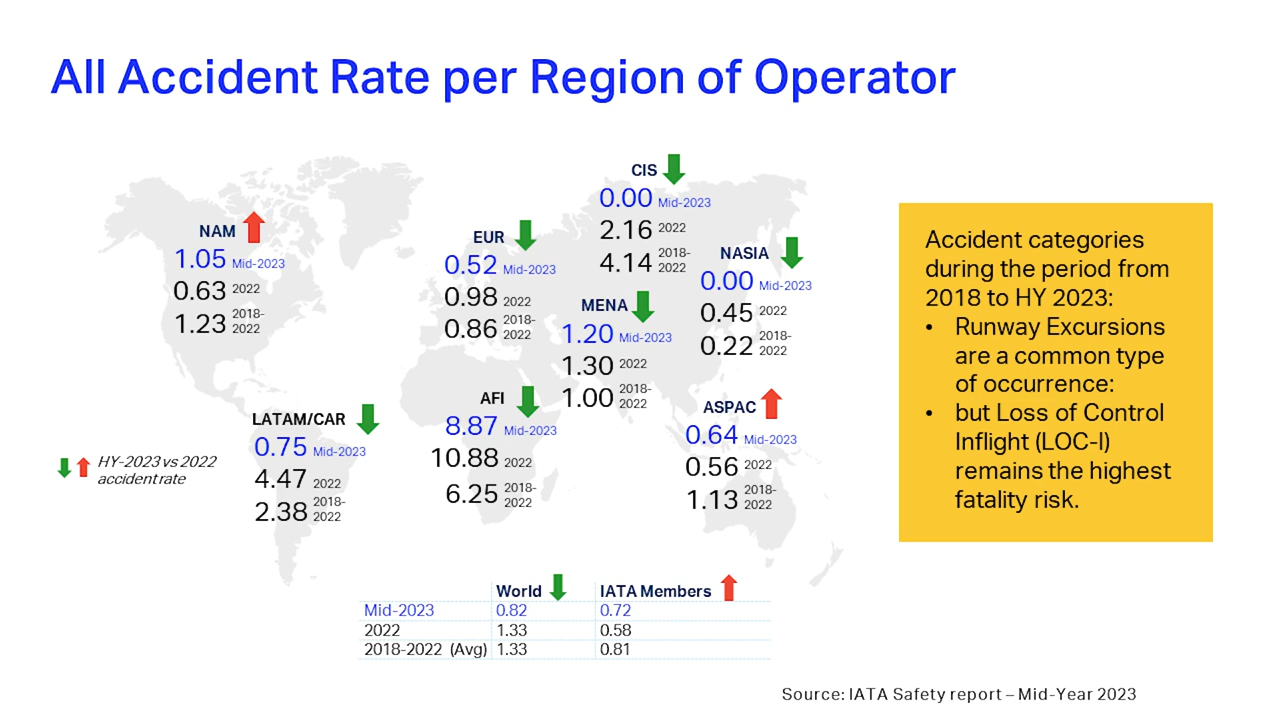 All Accident Rate per Region of Operator
CIS
0.00 Mid-2023
2.16 2022
4.14 2018-
2022
NAM
1.05 Mid-2023
0.63 2022
1.23 2018-
2022
EUR
0.52 Mid-2023
0.98 2022
0.86 2018-
2022
NASIA
0.00 Mid-2023
0.45 2022
0.22 2018-
2022
MENA
1.20 Mid-2023
1.30 2022
1.00 2018-
2022
AFI
8.87 Mid-2023
10.88 2022
6.25 2018-
2022
ASPAC
0.64 Mid-2023
0.56 2022
1.13 2018-
2022
LATAM/CAR
0.75 Mid-2023
4.47 2022
2.38 2018-
2022
HY-2023 vs 2022
accident rate
World IATA Members
Mid-2023 0.82 0.72
2022 1.33 0.58
2018-2022 (Avg) 1.33 0.81
Accident categories
during the period from
2018 to HY 2023:
• Runway Excursions
are a common type
of occurrence:
• but Loss of Control
Inflight (LOC-I)
remains the highest
fatality risk.
Source: IATA Safety report – Mid-Year 2023